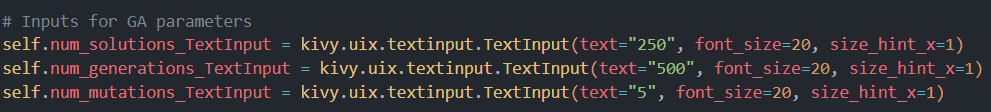 # Inputs for GA parameters
self.num_solutions_TextInput = kivy.uix.textinput.TextInput(text="250", font_size=20, size_hint_x=1)
self.num_generations_TextInput = kivy.uix.textinput.TextInput(text="500", font_size=20, size_hint_x=1)
self.num_mutations_TextInput = kivy.uix.textinput.TextInput(text="5", font_size=20, size_hint_x=1)